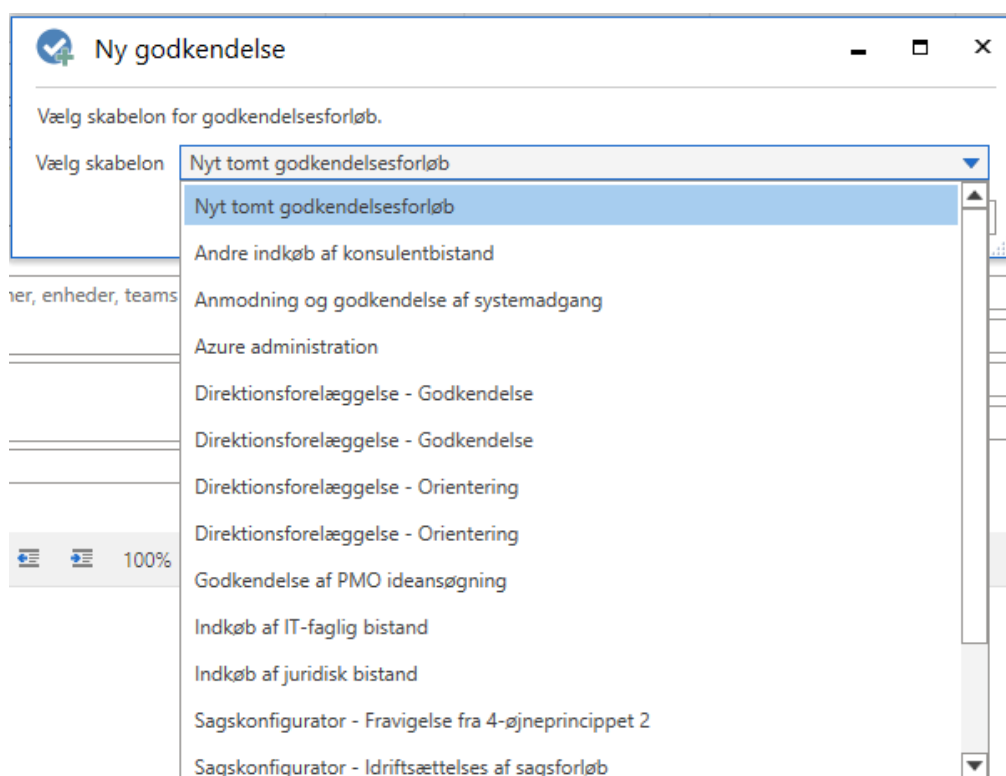 Ny godkendelse
Vælg skabelon for godkendelsesforløb.
Vælg skabelon Nyt tomt godkendelsesforløb
Nyt tomt godkendelsesforløb
Andre indkøb af konsulentbistand
enheder, teams
Anmodning og godkendelse af systemadgang
Azure administration
Direktionsforelæggelse - Godkendelse
Direktionsforelæggelse - Godkendelse
Direktionsforelæggelse - Orientering
Direktionsforelæggelse - Orientering
100%
Godkendelse af PMO ideansøgning
Indkøb af IT-faglig bistand
Indkøb af juridisk bistand
Sagskonfigurator - Fravigelse fra 4-øjneprincippet 2
Sagskonfigurator - Idriftsættelses af sagsforløb